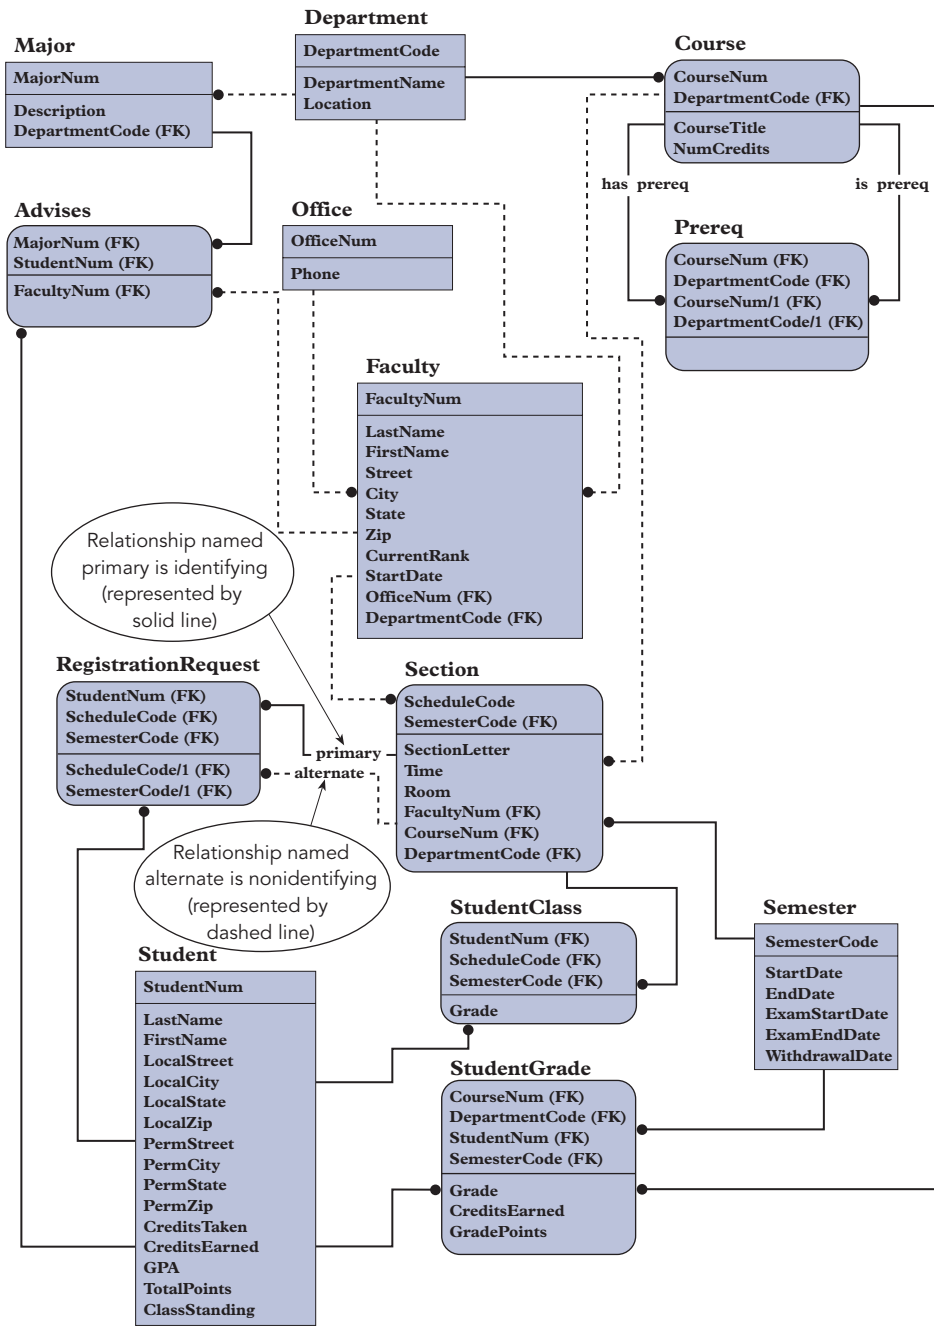 Major
MajorNum
Description
DepartmentCode (FK)
Department
DepartmentCode
DepartmentName
Location
Course
CourseNum
DepartmentCode (FK)
CourseTitle
NumCredits
has prereq
is prereq
Advises
MajorNum (FK)
StudentNum (FK)
FacultyNum (FK)
Office
OfficeNum
Phone
Prereq
CourseNum (FK)
DepartmentCode (FK)
CourseNum/1 (FK)
DepartmentCode/1 (FK)
Faculty
FacultyNum
LastName
FirstName
Street
City
State
Zip
CurrentRank
StartDate
OfficeNum (FK)
DepartmentCode (FK)
Relationship named
primary is identifying
(represented by
solid line)
RegistrationRequest
StudentNum (FK)
ScheduleCode (FK)
SemesterCode (FK)
ScheduleCode/1 (FK)
SemesterCode/1 (FK)
primary
alternate
Section
ScheduleCode
SemesterCode (FK)
SectionLetter
Time
Room
FacultyNum (FK)
CourseNum (FK)
DepartmentCode (FK)
Relationship named
alternate is nonidentifying
(represented by
dashed line)
StudentClass
StudentNum (FK)
ScheduleCode (FK)
SemesterCode (FK)
Grade
Semester
SemesterCode
StartDate
EndDate
ExamStartDate
ExamEndDate
WithdrawalDate
Student
StudentNum
LastName
FirstName
LocalStreet
LocalCity
LocalState
LocalZip
PermStreet
PermCity
PermState
PermZip
CreditsTaken
CreditsEarned
GPA
TotalPoints
ClassStanding
StudentGrade
CourseNum (FK)
DepartmentCode (FK)
StudentNum (FK)
SemesterCode (FK)
Grade
CreditsEarned
GradePoints